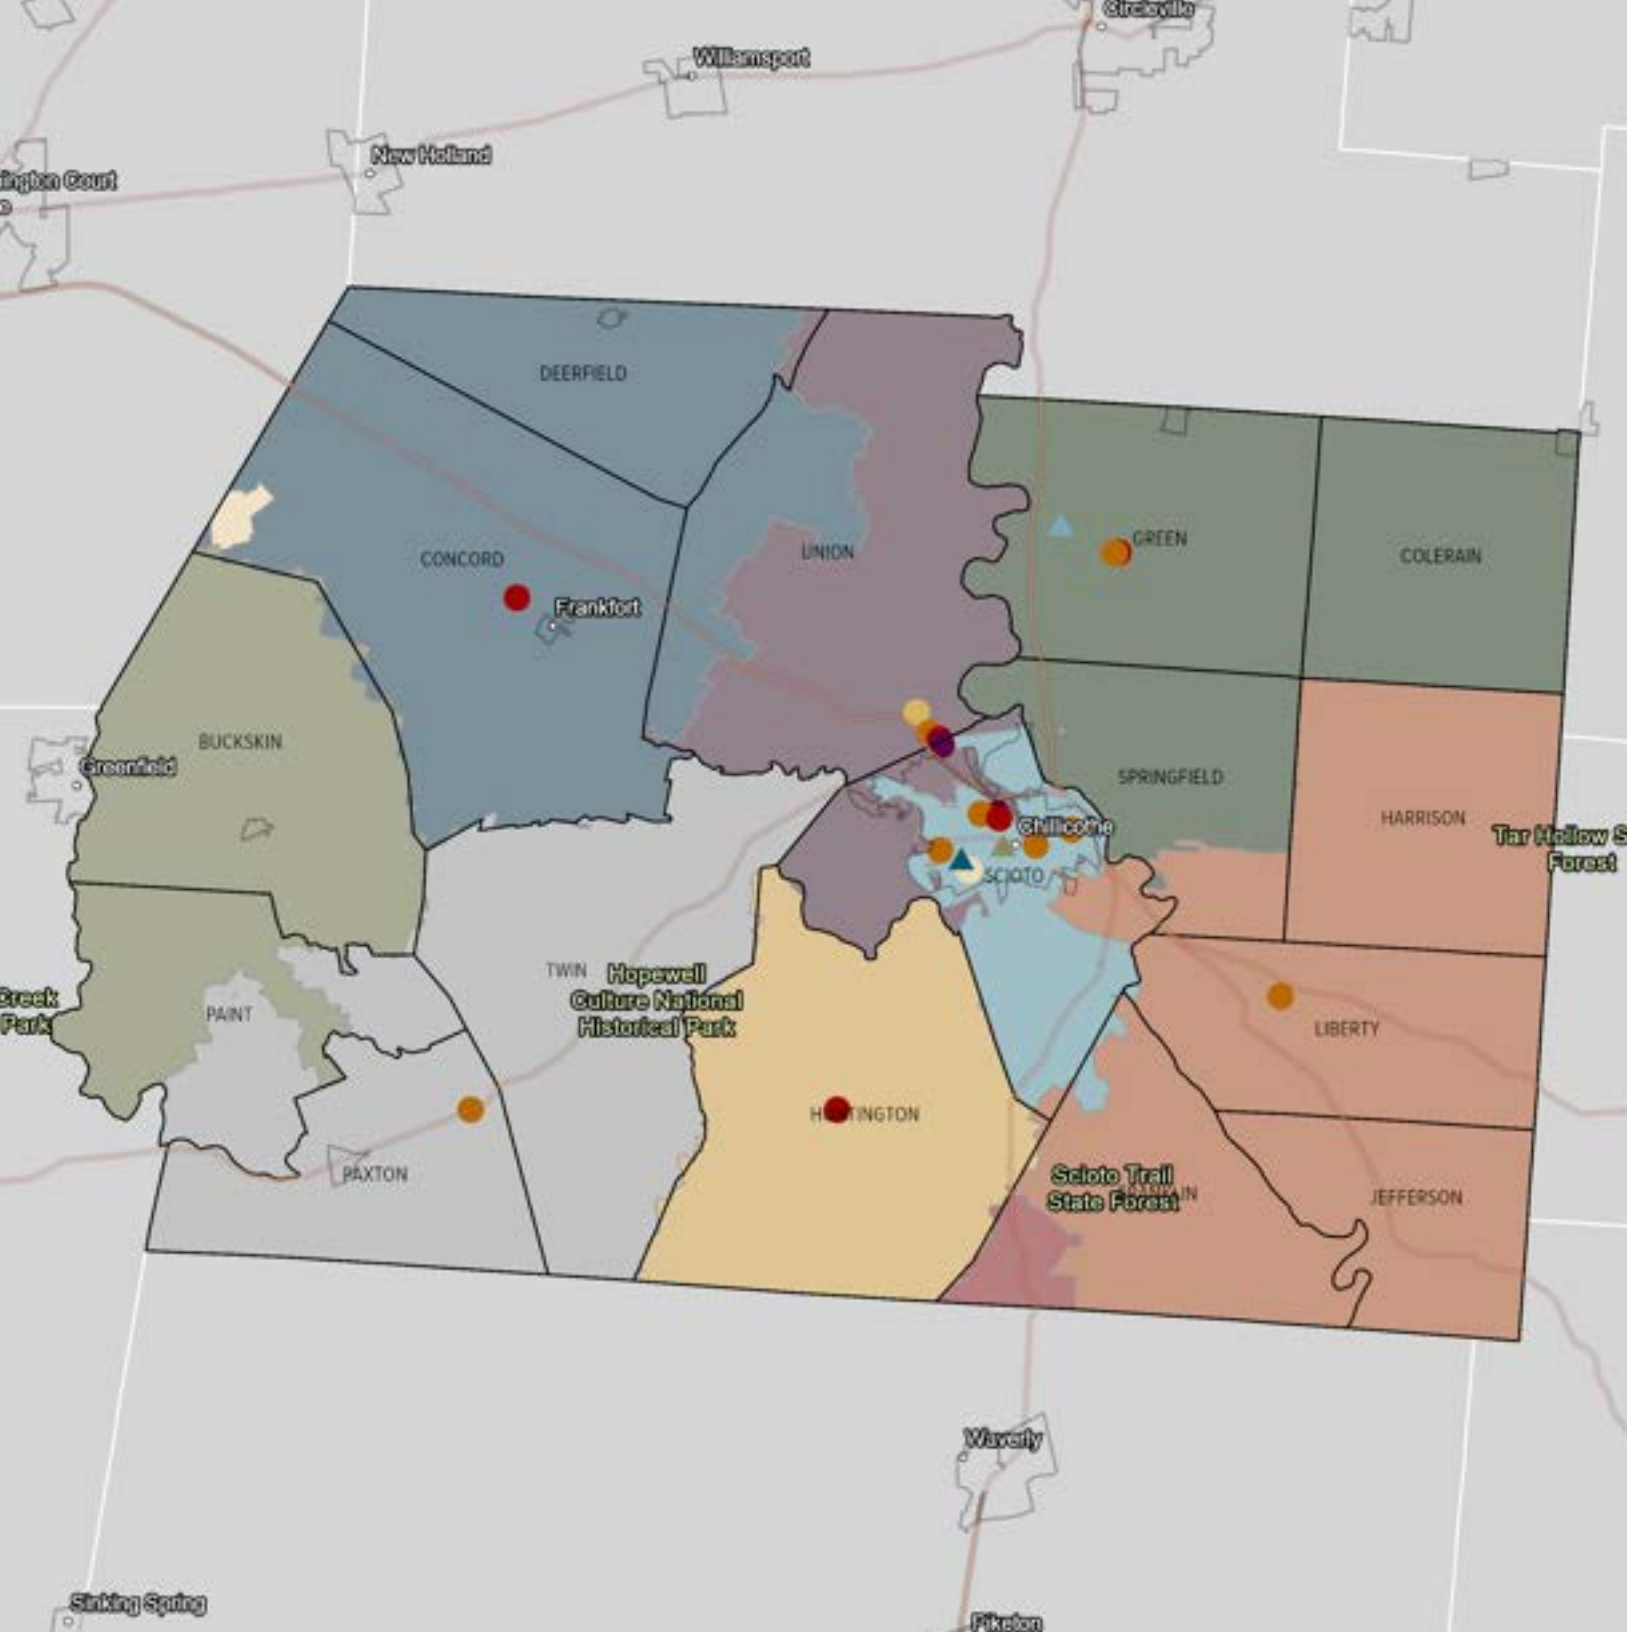 Circleville
Williamsport
New Holland
ington Court
DEERFIELD
GREEN
UNION
COLERAIN
CONCORD
Frankfort
BUCKSKIN
Greenfield
SPRINGFIELD
HARRISON
Chillicothe
Tar Hollow S
Forest
SCIOTO
TWIN
Hopewell
Culture National
Historical Park
Creek
Park
PAINT
LIBERTY
HUNTINGTON
PAXTON
Scioto Trail
State Forest
JEFFERSON
Waverly
Sinking Spring
Piketon